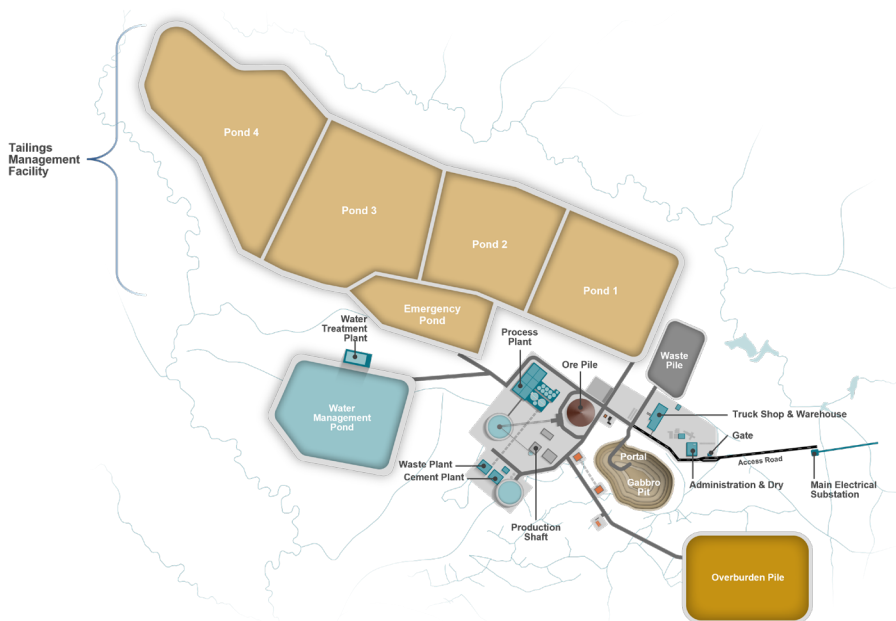 Tailings
Management
Facility
Pond 4
Pond 3
Pond 2
Pond 1
Emergency
Pond
Water
Treatment
Plant
Process
Plant
Ore Pile
Waste
Pile
Water
Management
Pond
Truck Shop & Warehouse
Gate
Access Road
Portal
Gabbro
Pit
Waste Plant
Cement Plant
Administration & Dry
Main Electrical
Substation
Production
Shaft
Overburden Pile